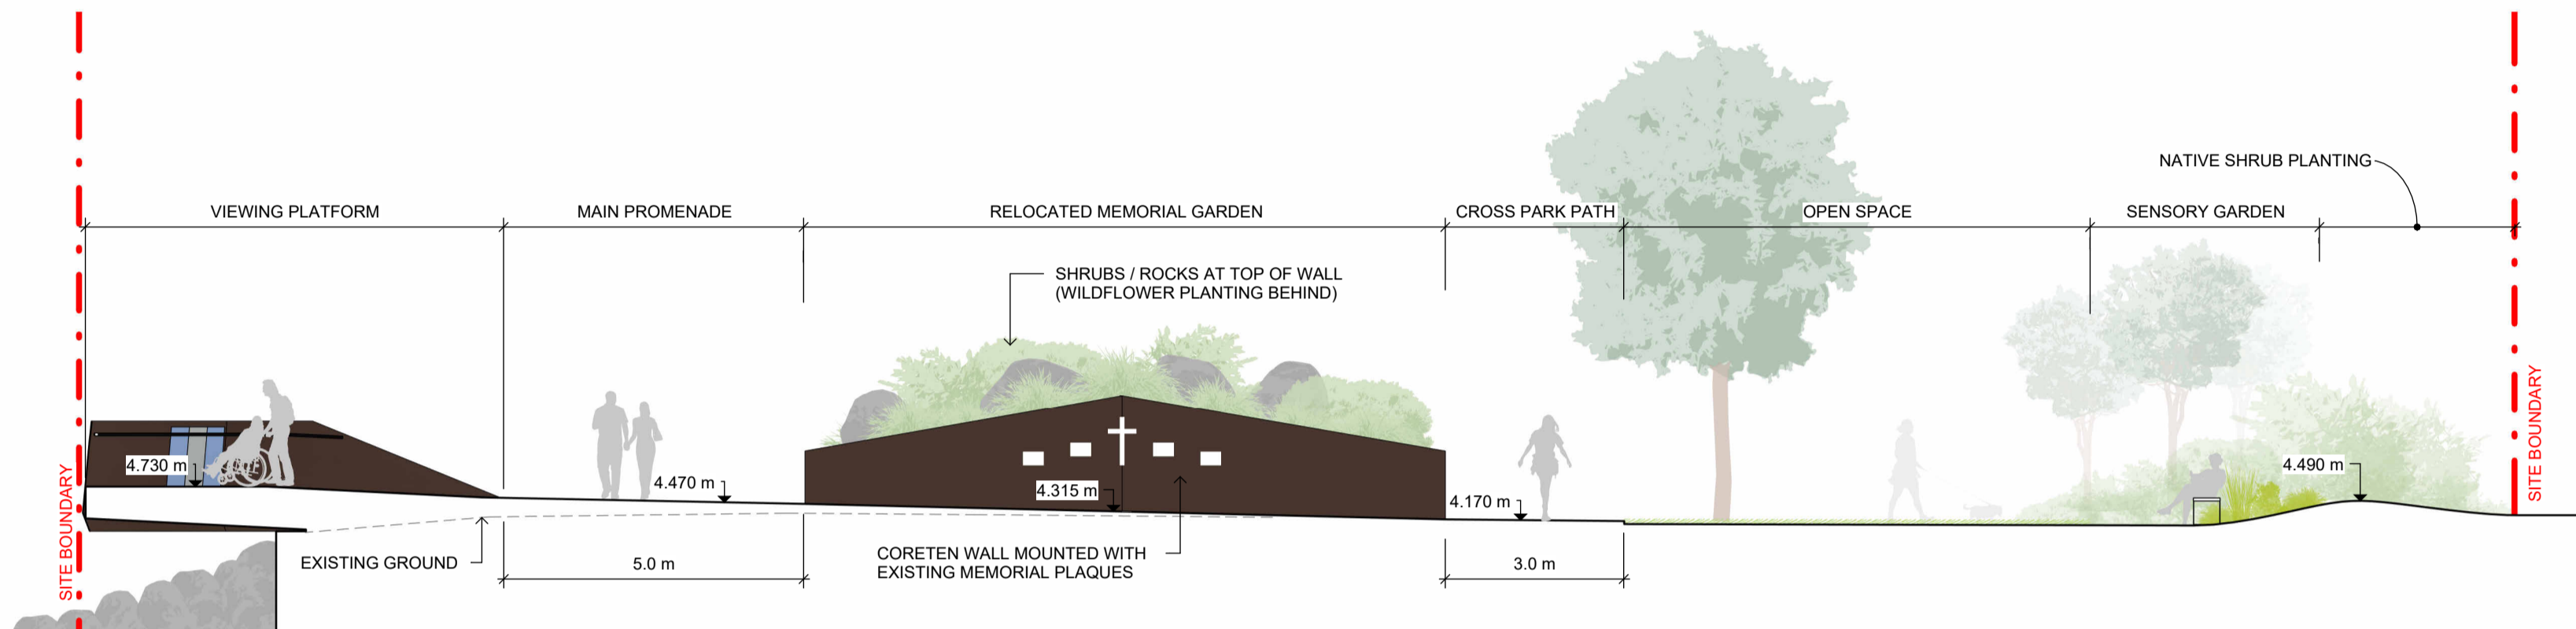 NATIVE SHRUB PLANTING
VIEWING PLATFORM
MAIN PROMENADE
RELOCATED MEMORIAL GARDEN
CROSS PARK PATH
OPEN SPACE
SENSORY GARDEN
SHRUBS / ROCKS AT TOP OF WALL
(WILDFLOWER PLANTING BEHIND)
SITE BOUNDARY
4.730 m
4.470 m
4.315 m
4.170 m
4.490 m
SITE BOUNDARY
EXISTING GROUND
5.0 m
CORETEN WALL MOUNTED WITH
EXISTING MEMORIAL PLAQUES
3.0 m